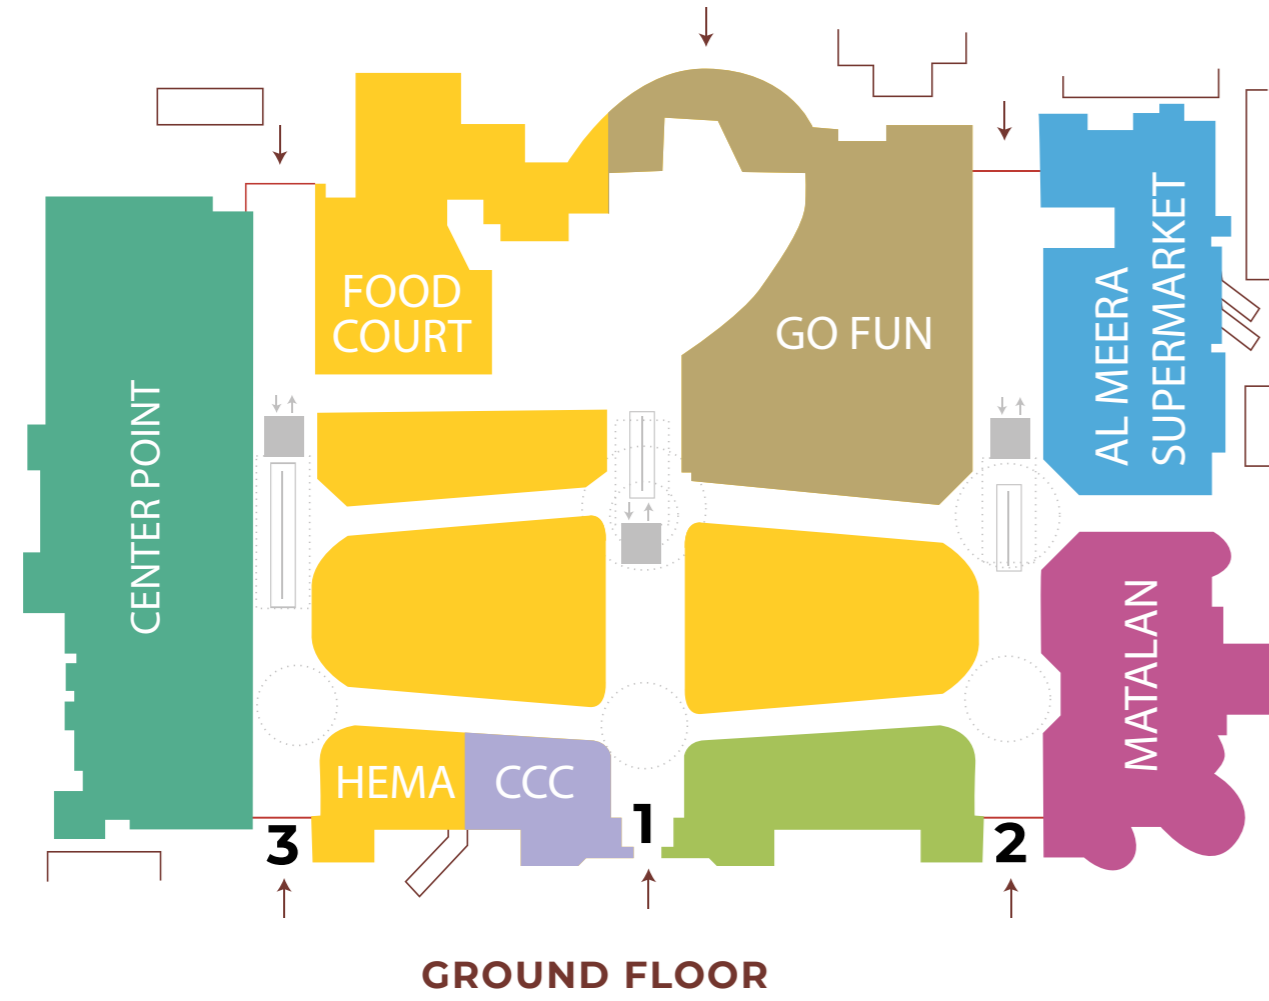 FOOD
COURT
GO FUN
AL MEERA
SUPERMARKET
CENTER POINT
MATALAN
HEMA
CCC
3
1
2
GROUND FLOOR